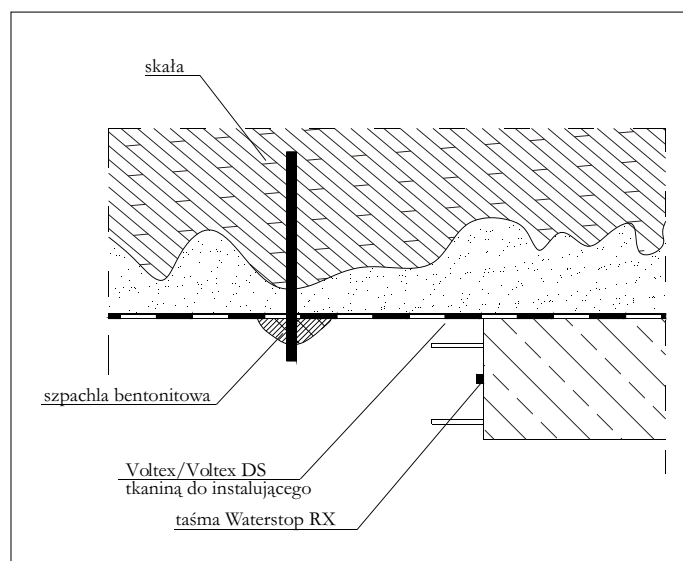 skała
szpachla bentonitowa
Voltex/Voltex DS
tkaniną do instalującego
taśma Waterstop RX